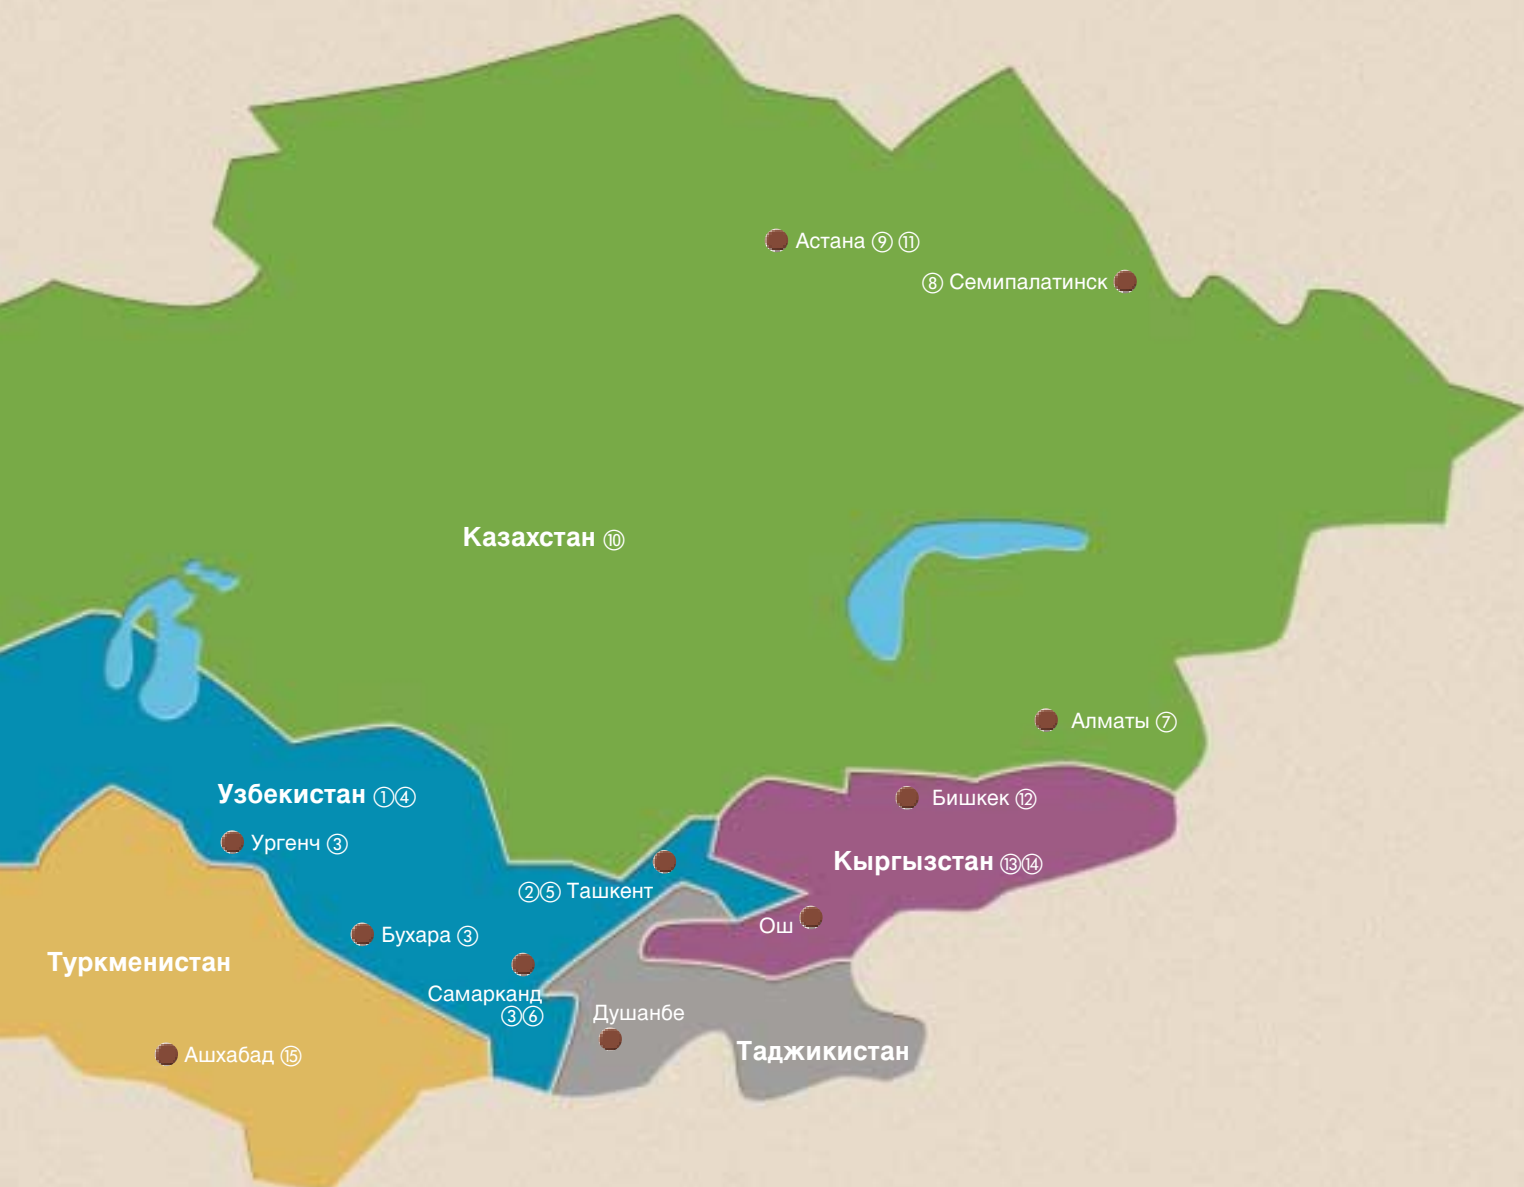 Астана ⑨ ⑪
⑧ Семипалатинск
Казахстан ⑩
Алматы ⑦
Узбекистан ①④
Бишкек ⑫
Ургенч ③
Кыргызстан ⑬⑭
②⑤ Ташкент
Ош
Бухара ③
Туркменистан
Самарканд
③⑥
Душанбе
Таджикистан
Ашхабад ⑮